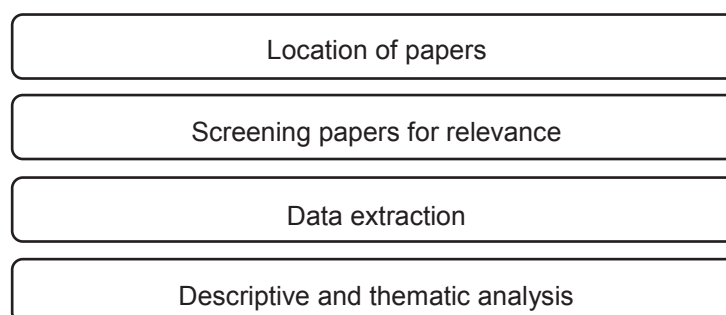 Location of papers
Screening papers for relevance
Data extraction
Descriptive and thematic analysis